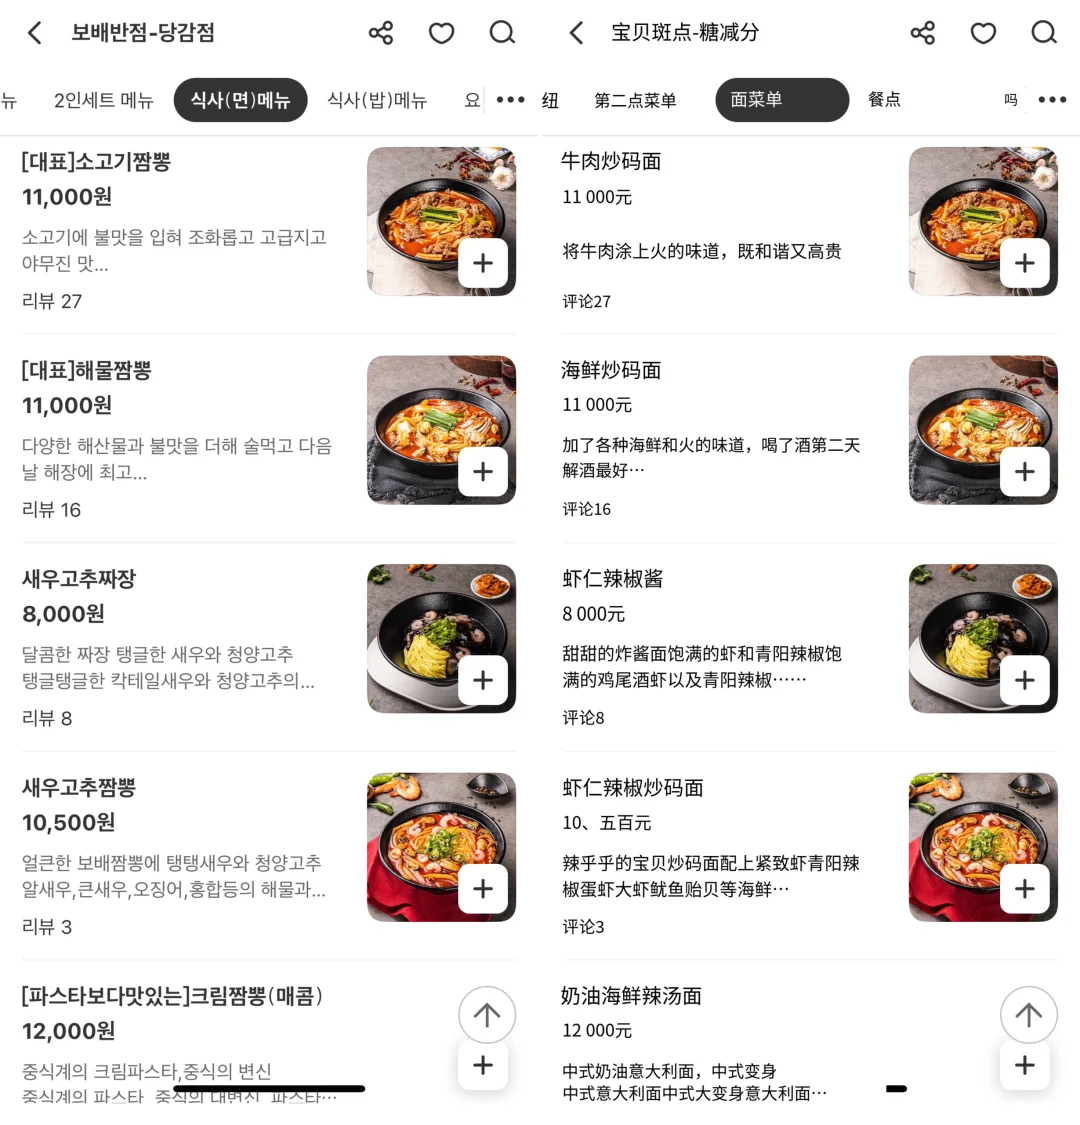 보배반점-당감점
뉴
2인세트 메뉴
식사(면)메뉴
식사(밥)메뉴
요
[대표]소고기짬뽕
11,000원
소고기에 불맛을 입혀 조화롭고 고급지고
야무진 맛...
리뷰 27
[대표]해물짬뽕
11,000원
다양한 해산물과 불맛을 더해 술먹고 다음
날 해장에 최고...
리뷰 16
새우고추짜장
8,000원
달콤한 짜장 탱글한 새우와 청양고추
탱글탱글한 칵테일새우와 청양고추의...
리뷰 8
새우고추짬뽕
10,500원
얼큰한 보배짬뽕에 탱탱새우와 청양고추
알새우,큰새우,오징어,홍합등의 해물과...
리뷰 3
[파스타보다맛있는]크림짬뽕(매콤)
12,000원
중식계의 크림파스타,중식의 변신
중식계의 파스타 중식의 대변신 파스타...
宝贝斑点-糖减分
纽
第二点菜单
面菜单
餐点
吗
牛肉炒码面
11 000元
将牛肉涂上火的味道，既和谐又高贵
评论27
海鲜炒码面
11 000元
加了各种海鲜和火的味道，喝了酒第二天
解酒最好…
评论16
虾仁辣椒酱
8 000元
甜甜的炸酱面饱满的虾和青阳辣椒饱
满的鸡尾酒虾以及青阳辣椒……
评论8
虾仁辣椒炒码面
10、五百元
辣乎乎的宝贝炒码面配上紧致虾青阳辣
椒蛋虾大虾鱿鱼贻贝等海鲜…
评论3
奶油海鲜辣汤面
12 000元
中式奶油意大利面，中式变身
中式意大利面中式大变身意大利面…